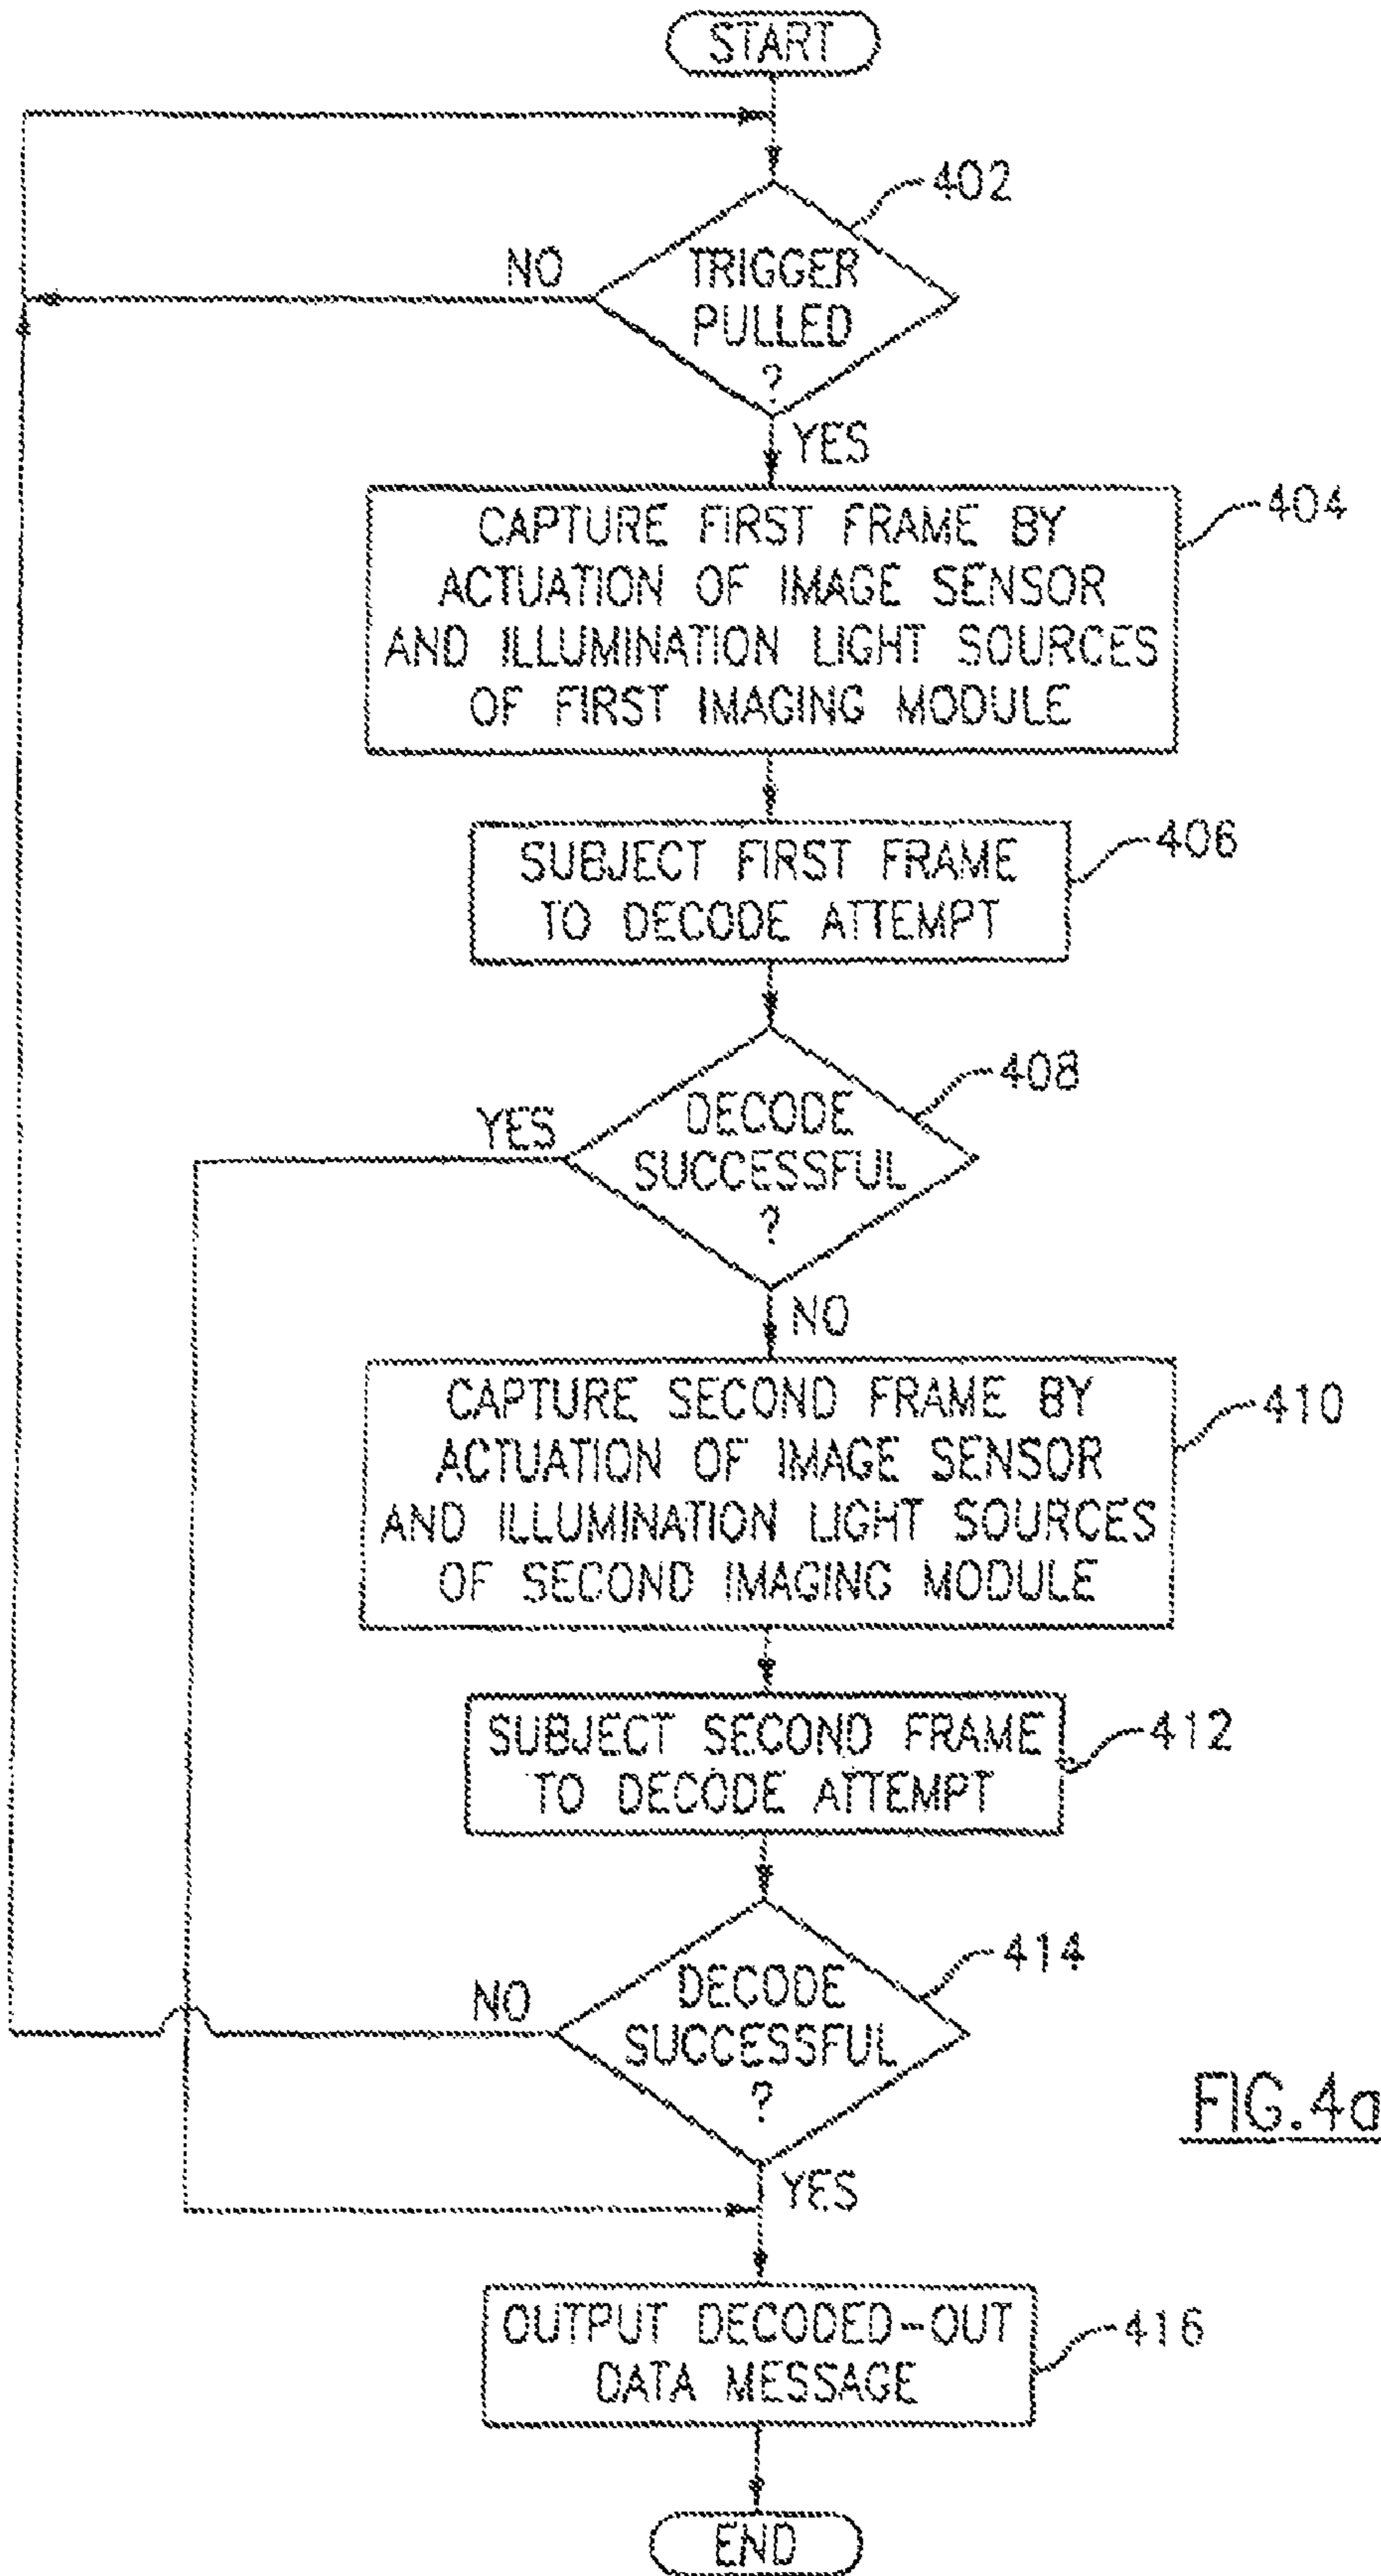 START
402
NO
TRIGGER
PULLED
?
YES
404
CAPTURE FIRST FRAME BY
ACTUATION OF IMAGE SENSOR
AND ILLUMINATION LIGHT SOURCES
OF FIRST IMAGING MODULE
406
SUBJECT FIRST FRAME
TO DECODE ATTEMPT
408
YES
DECODE
SUCCESSFUL
?
NO
410
CAPTURE SECOND FRAME BY
ACTUATION OF IMAGE SENSOR
AND ILLUMINATION LIGHT SOURCES
OF SECOND IMAGING MODULE
412
SUBJECT SECOND FRAME
TO DECODE ATTEMPT
414
NO
DECODE
SUCCESSFUL
?
FIG.4a
YES
416
OUTPUT DECODED-OUT
DATA MESSAGE
END